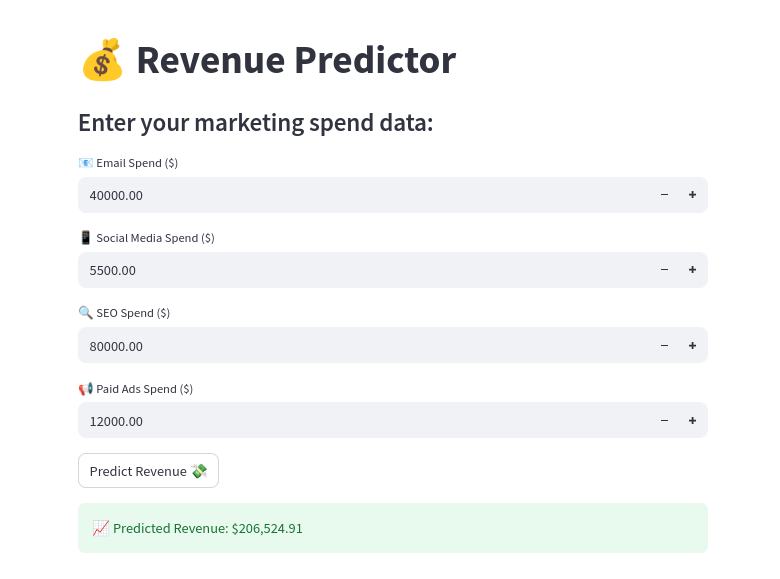 💰 Revenue Predictor
Enter your marketing spend data:
📧 Email Spend ($)
40000.00 − +
📱 Social Media Spend ($)
5500.00 − +
🔍 SEO Spend ($)
80000.00 − +
📢 Paid Ads Spend ($)
12000.00 − +
Predict Revenue 💸
📈 Predicted Revenue: $206,524.91